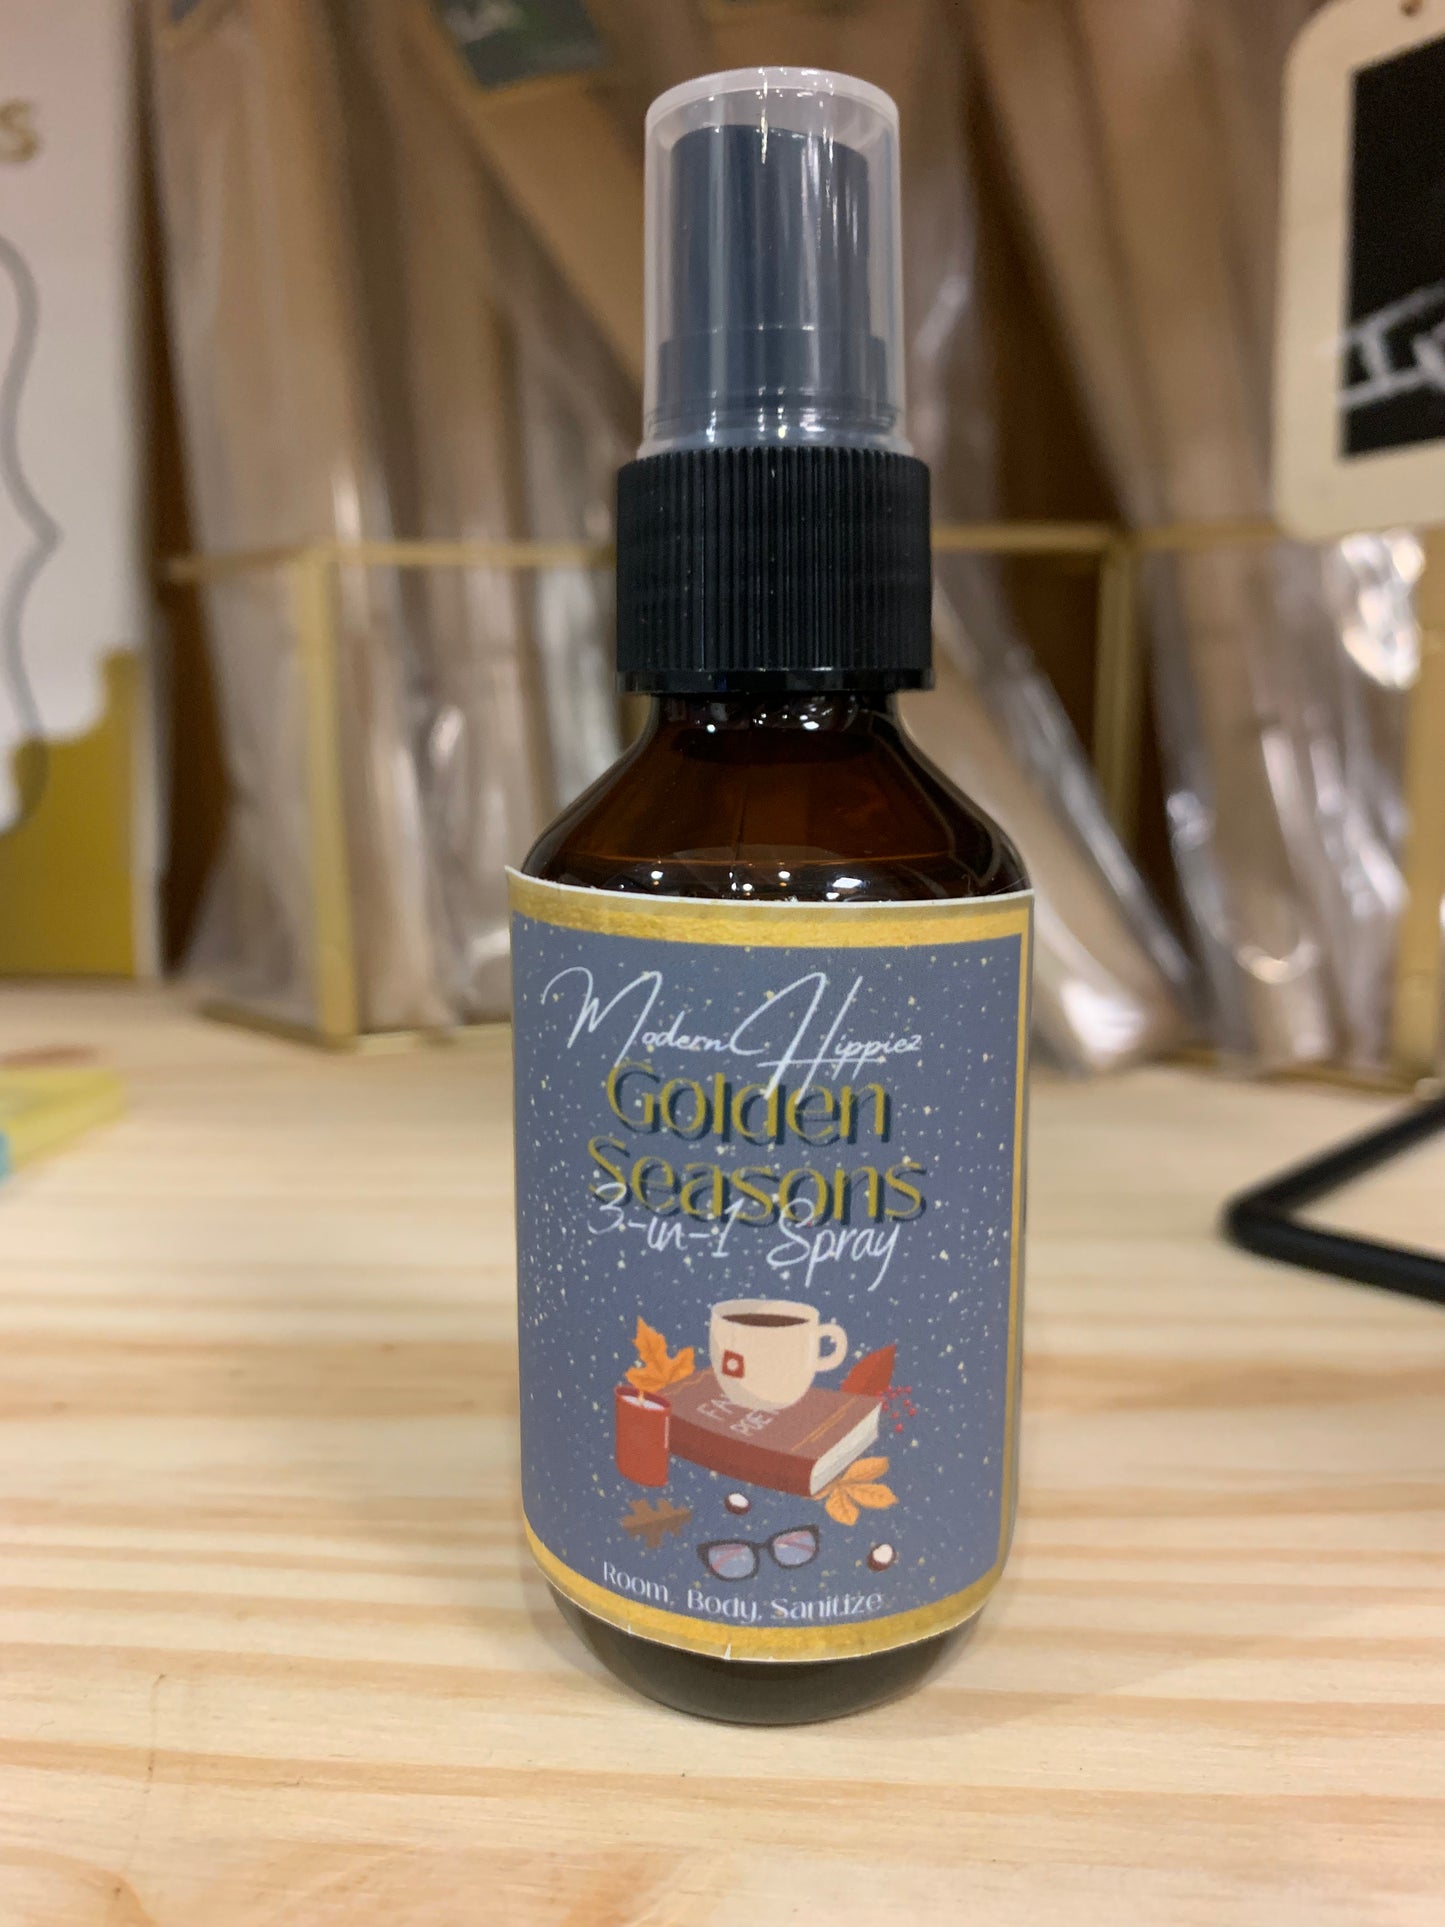 Modern Hippiez
Golden
Seasons
3-in-1 Spray
Room, Body, Sanitize